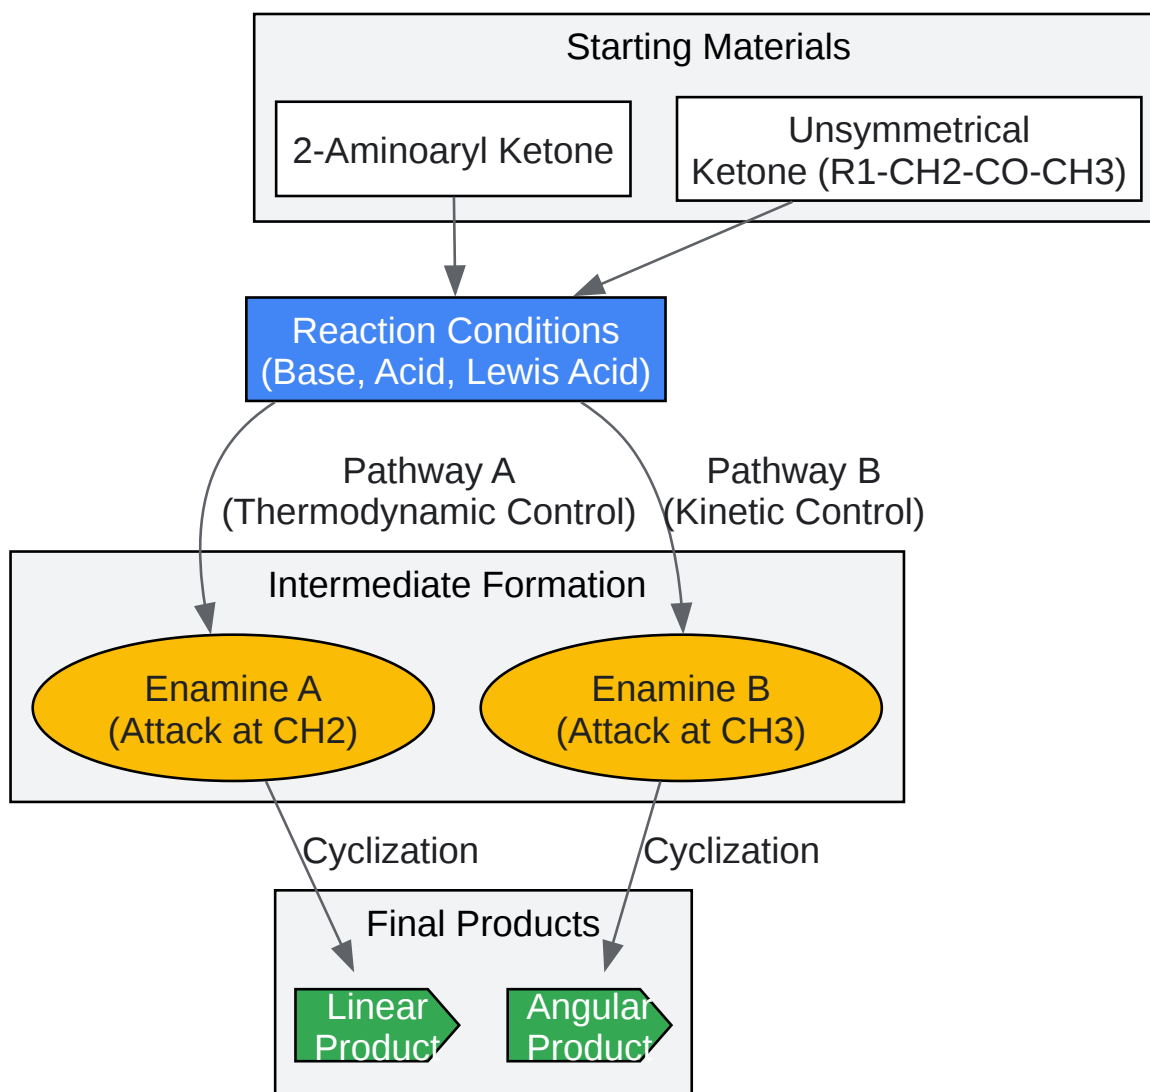 Starting Materials
2-Aminoaryl Ketone
Unsymmetrical
Ketone (R1-CH2-CO-CH3)
Reaction Conditions
(Base, Acid, Lewis Acid)
Pathway A
(Thermodynamic Control)
Pathway B
(Kinetic Control)
Intermediate Formation
Enamine A
(Attack at CH2)
Enamine B
(Attack at CH3)
Cyclization
Cyclization
Final Products
Linear
Product
Angular
Product